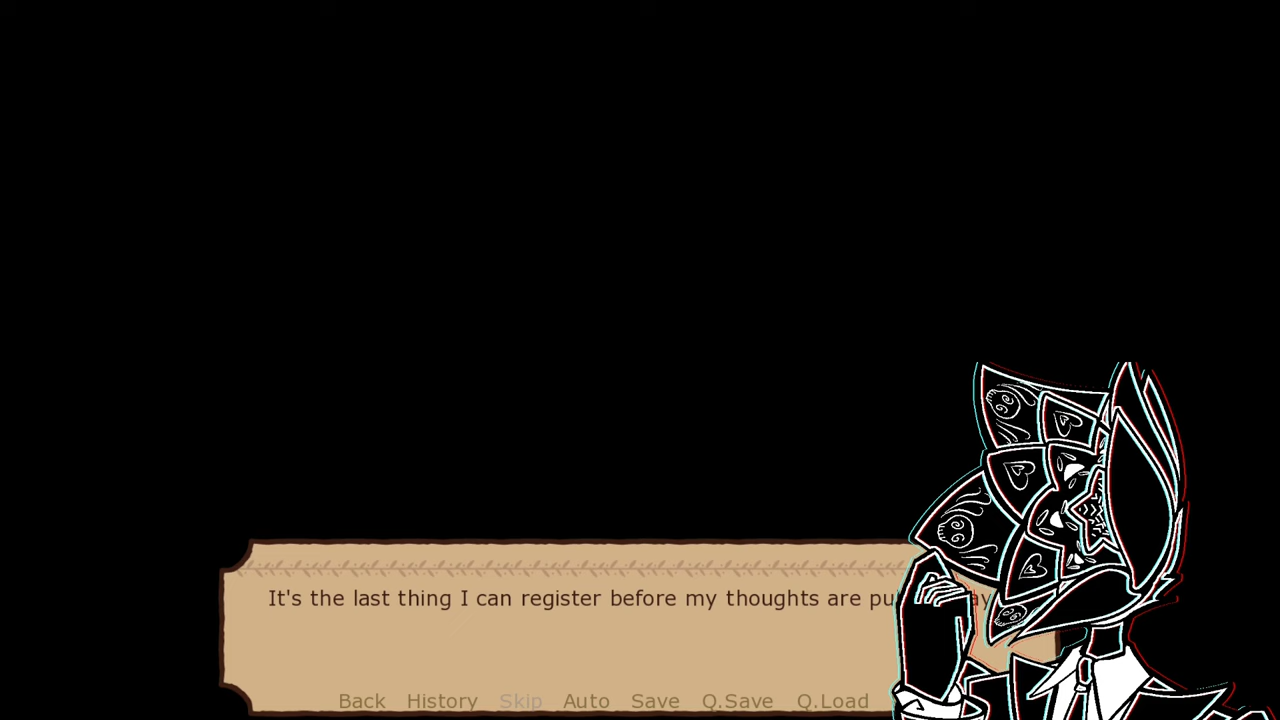 It's the last thing I can register before my thoughts are
Back History Skip Auto Save Q.Save Q.Load